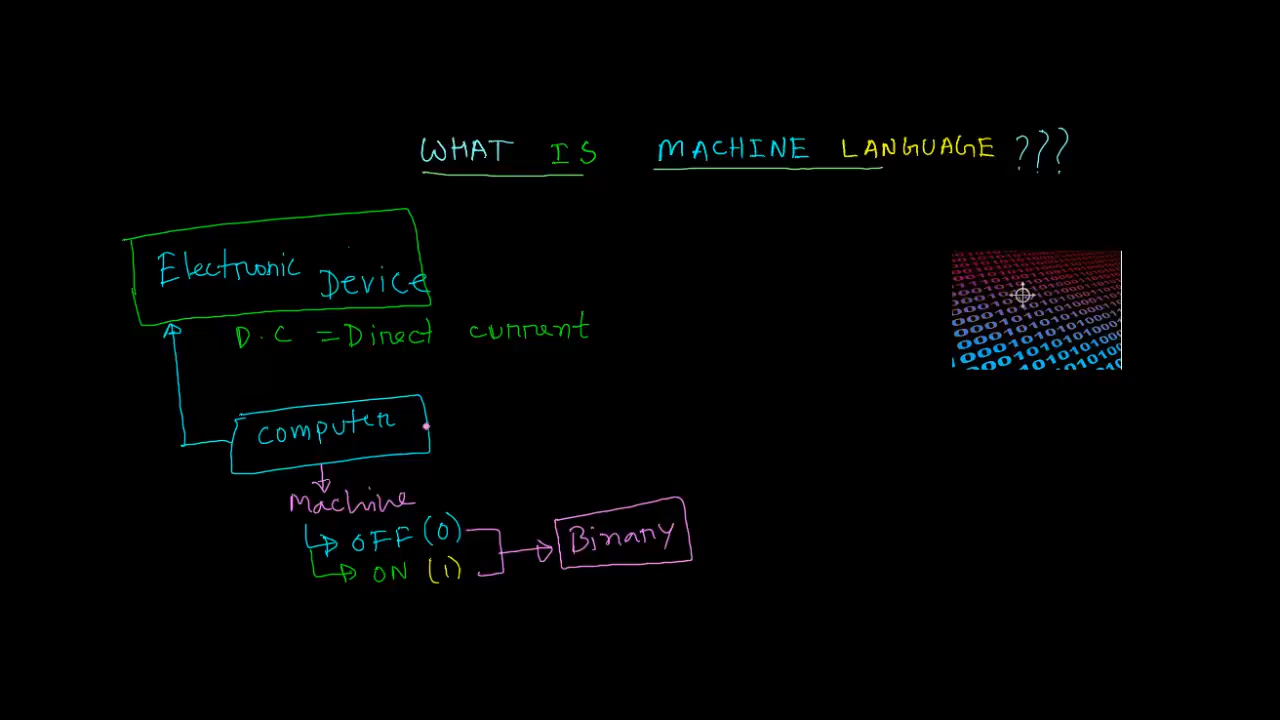 WHAT IS MACHINE LANGUAGE ???
Electronic Device
D.C = Direct current
computer
Machine
OFF (0)
ON (1)
Binary